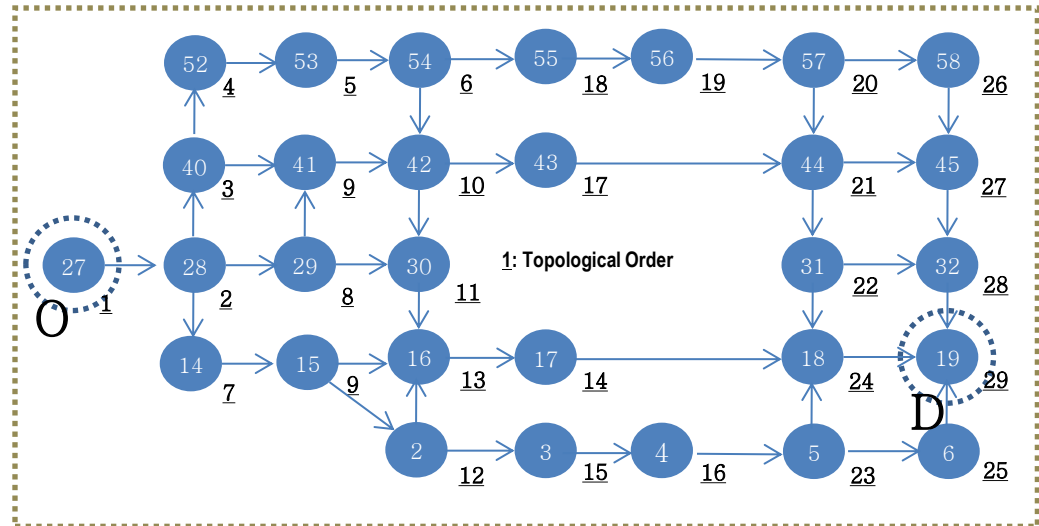 52 53 54 55 56 57 58
4 5 6 18 19 20 26
40 41 42 43 44 45
3 9 10 17 21 27
27 28 29 30 1: Topological Order 31 32
O 1 2 8 11 22 28
14 15 16 17 18 19
7 9 13 14 24 29
D
2 3 4 5 6
12 15 16 23 25